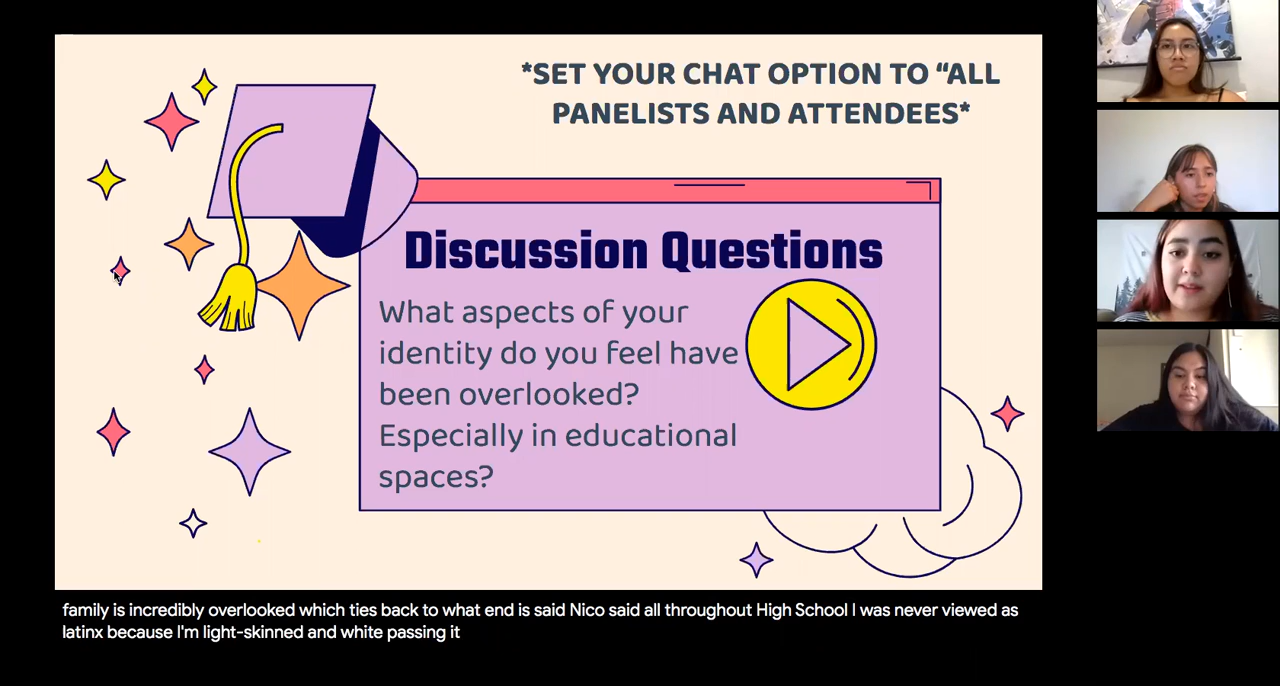 *SET YOUR CHAT OPTION TO “ALL
PANELISTS AND ATTENDEES*
Discussion Questions
What aspects of your
identity do you feel have
been overlooked?
Especially in educational
spaces?
family is incredibly overlooked which ties back to what end is said Nico said all throughout High School I was never viewed as
latinx because I'm light-skinned and white passing it